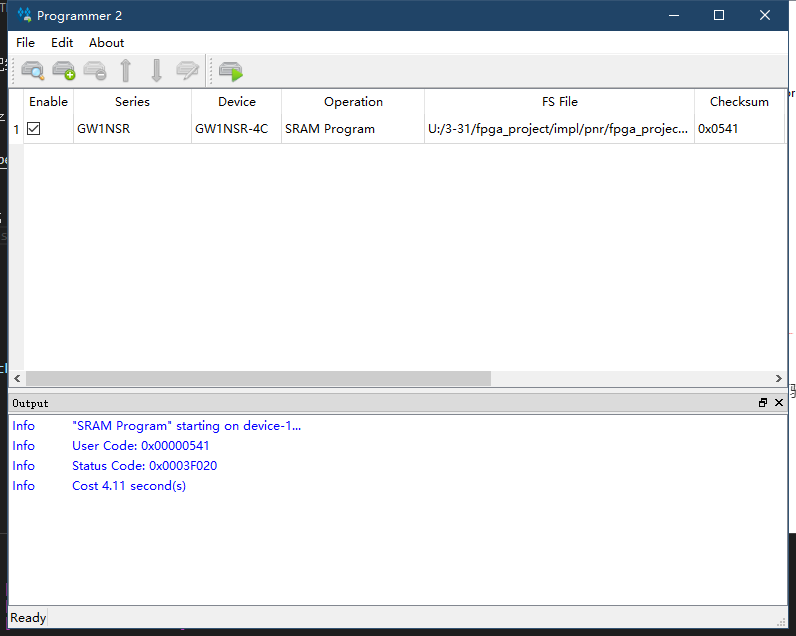 Programmer 2
File Edit About
Enable Series Device Operation FS File Checksum
1 GW1NSR GW1NSR-4C SRAM Program U:/3-31/fpga_project/impl/pnr/fpga_projec... 0x0541
Output
Info "SRAM Program" starting on device-1...
Info User Code: 0x00000541
Info Status Code: 0x0003F020
Info Cost 4.11 second(s)
Ready